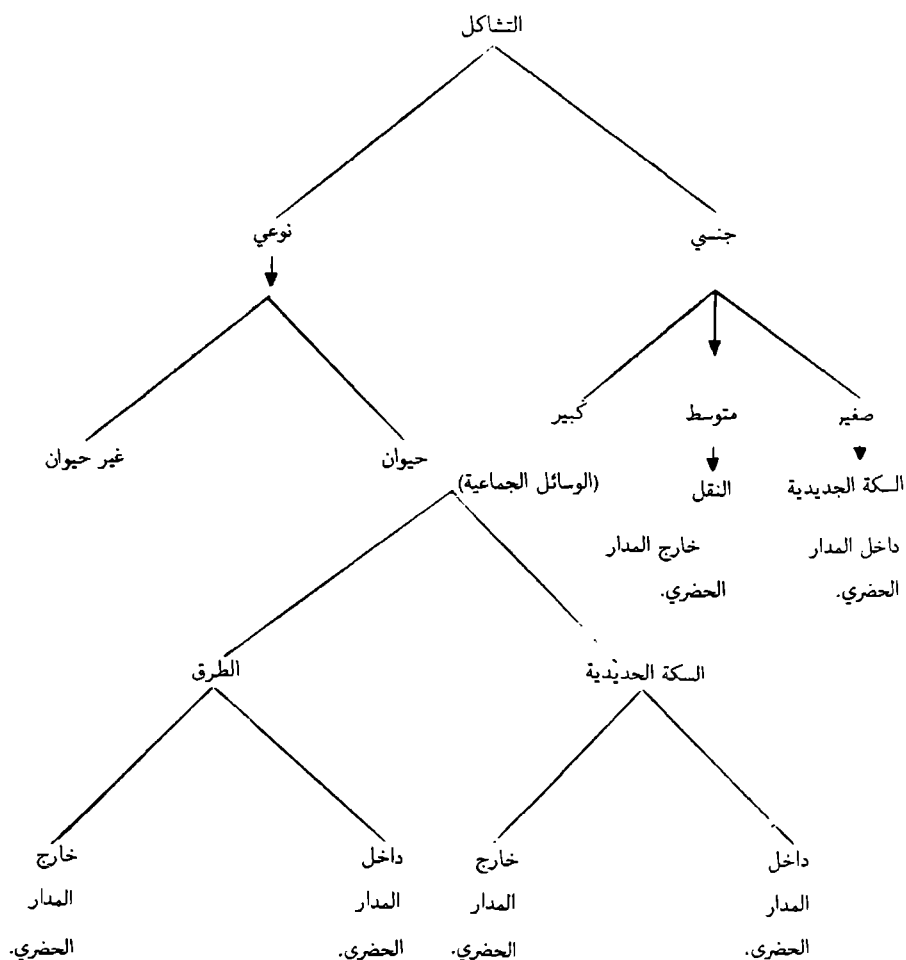 التشاكل
جنسي
نوعي
صغير
متوسط
كبير
حيوان
غير حيوان
السكة الجديدية
داخل المدار
الحضري.
النقل
خارج المدار
الحضري.
(الوسائل الجماعية)
السكة الحديدية
الطرق
داخل
المدار
الحضرى.
خارج
المدار
الحضري.
داخل
المدار
الحضري.
خارج
المدار
الحضري.